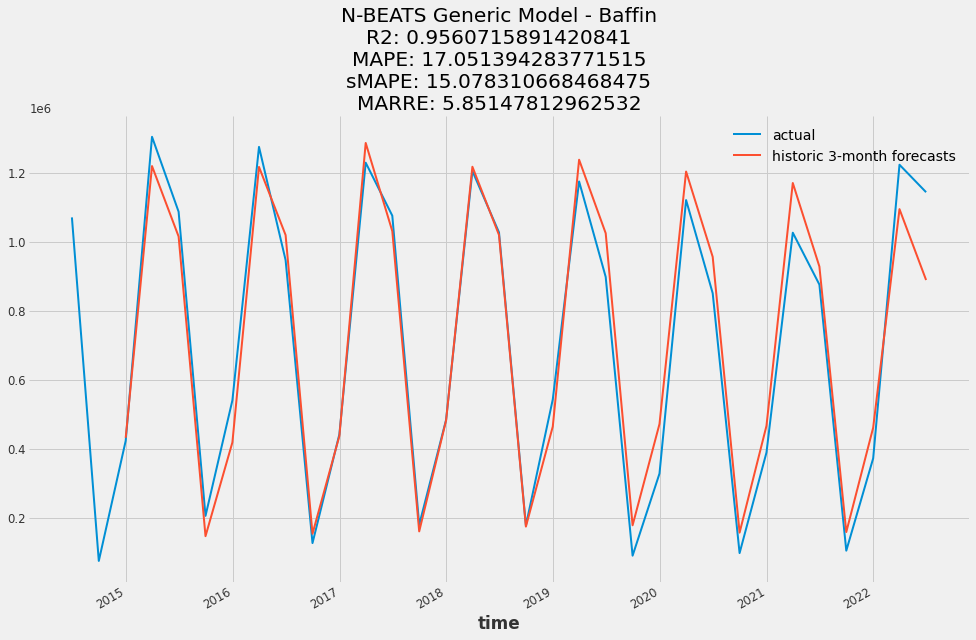 N-BEATS Generic Model - Baffin
R2: 0.9560715891420841
MAPE: 17.051394283771515
sMAPE: 15.078310668468475
MARRE: 5.85147812962532
1e6
actual
historic 3-month forecasts
1.2
1.0
0.8
0.6
0.4
0.2
2015
2016
2017
2018
2019
2020
2021
2022
time